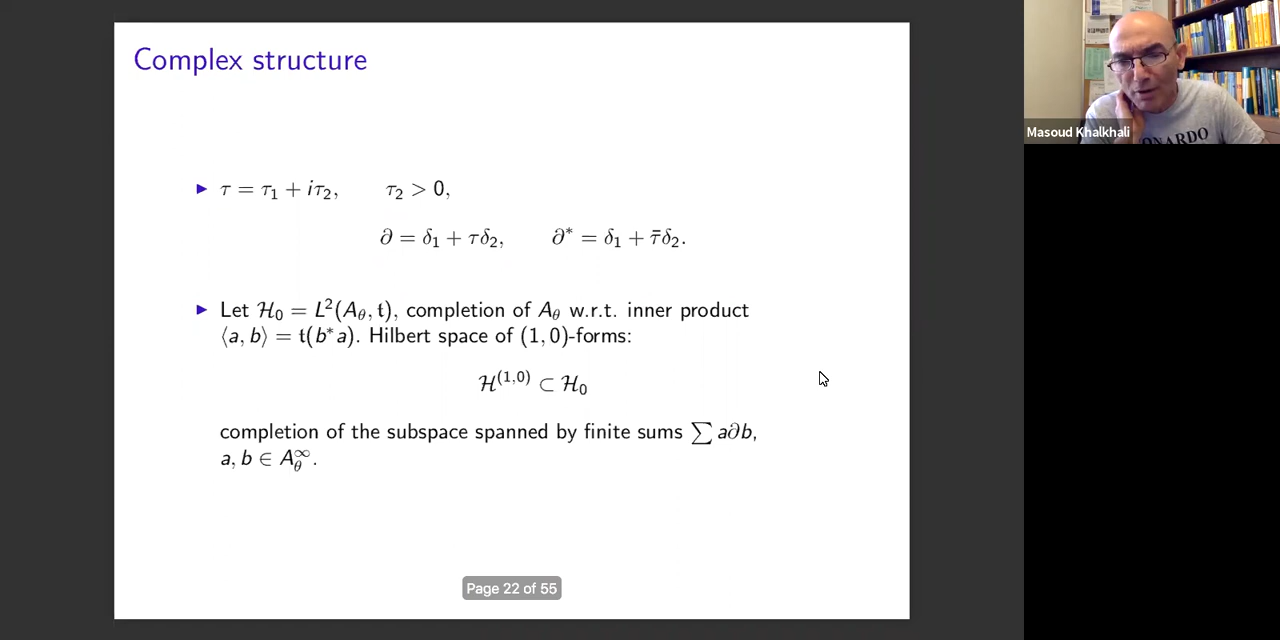 Complex structure
▶ τ = τ₁ + iτ₂, τ₂ > 0,
∂ = δ₁ + τδ₂, ∂* = δ₁ + τ̄δ₂.
▶ Let ℋ₀ = L²(A_θ, 𝔱), completion of A_θ w.r.t. inner product
⟨a, b⟩ = 𝔱(b*a). Hilbert space of (1, 0)-forms:
ℋ^(1,0) ⊂ ℋ₀
completion of the subspace spanned by finite sums ∑ a∂b,
a, b ∈ A_θ^∞.
Page 22 of 55
Masoud Khalkhali
ONARDO